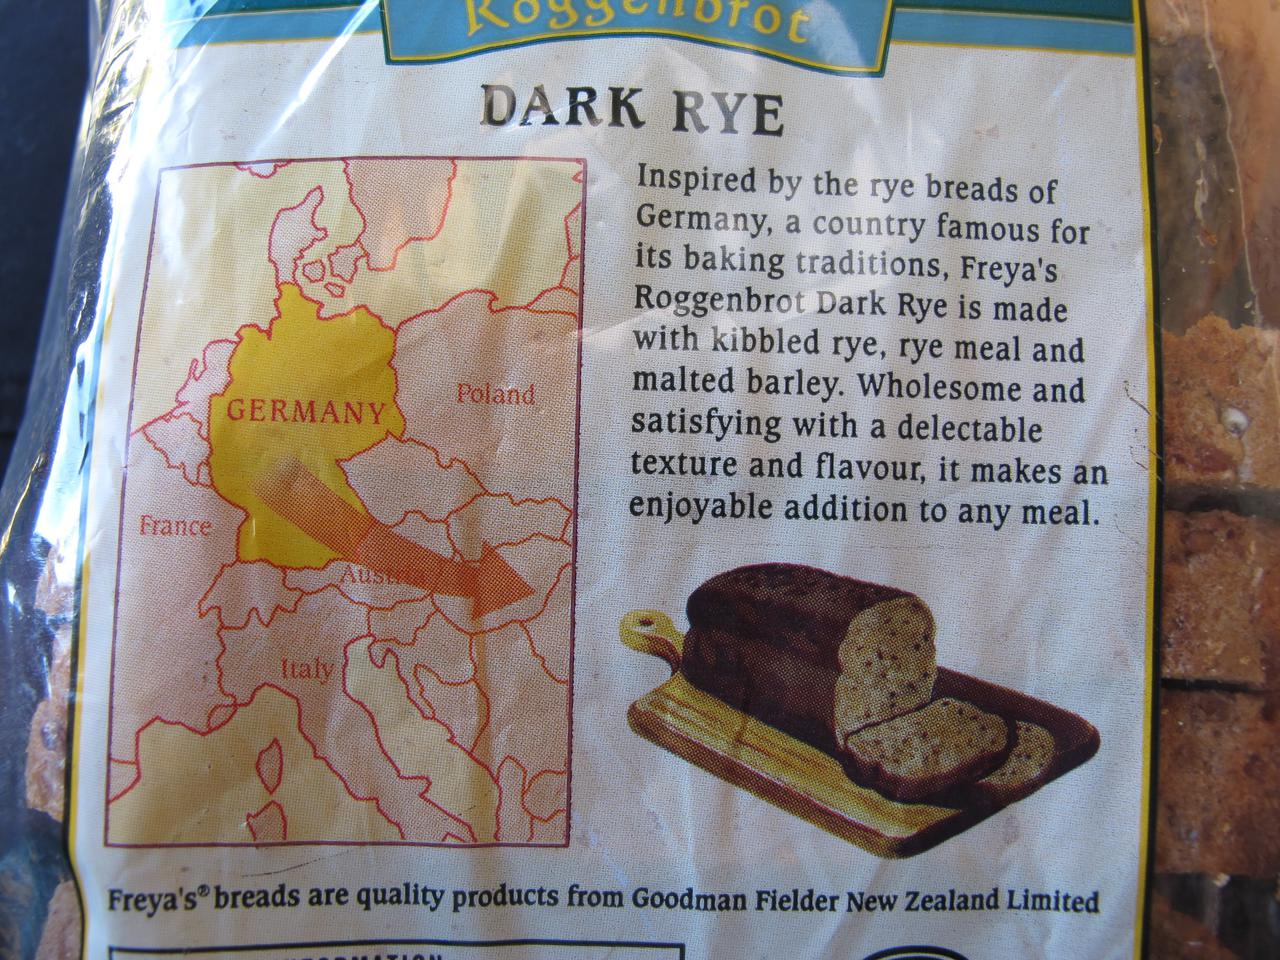 Roggenbrot
DARK RYE
Inspired by the rye breads of
Germany, a country famous for
its baking traditions, Freya's
Roggenbrot Dark Rye is made
with kibbled rye, rye meal and
malted barley. Wholesome and
satisfying with a delectable
texture and flavour, it makes an
enjoyable addition to any meal.
GERMANY
Poland
France
Austria
Italy
Freya's® breads are quality products from Goodman Fielder New Zealand Limited